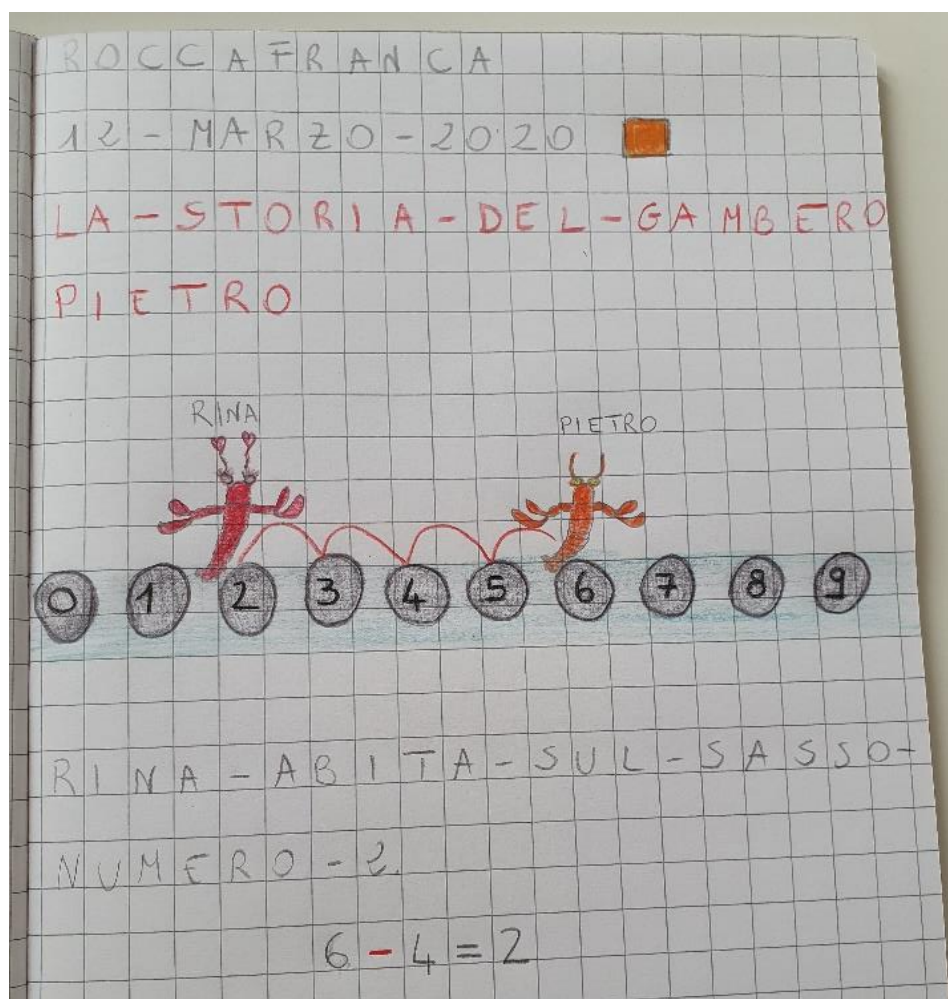 ROCCAFRANCA
12-MARZO-2020
LA-STORIA-DEL-GAMBERO
PIETRO
RINA
PIETRO
0 1 2 3 4 5 6 7 8 9
RINA-ABITA-SUL-SASSO-
NUMERO-2.
6-4=2